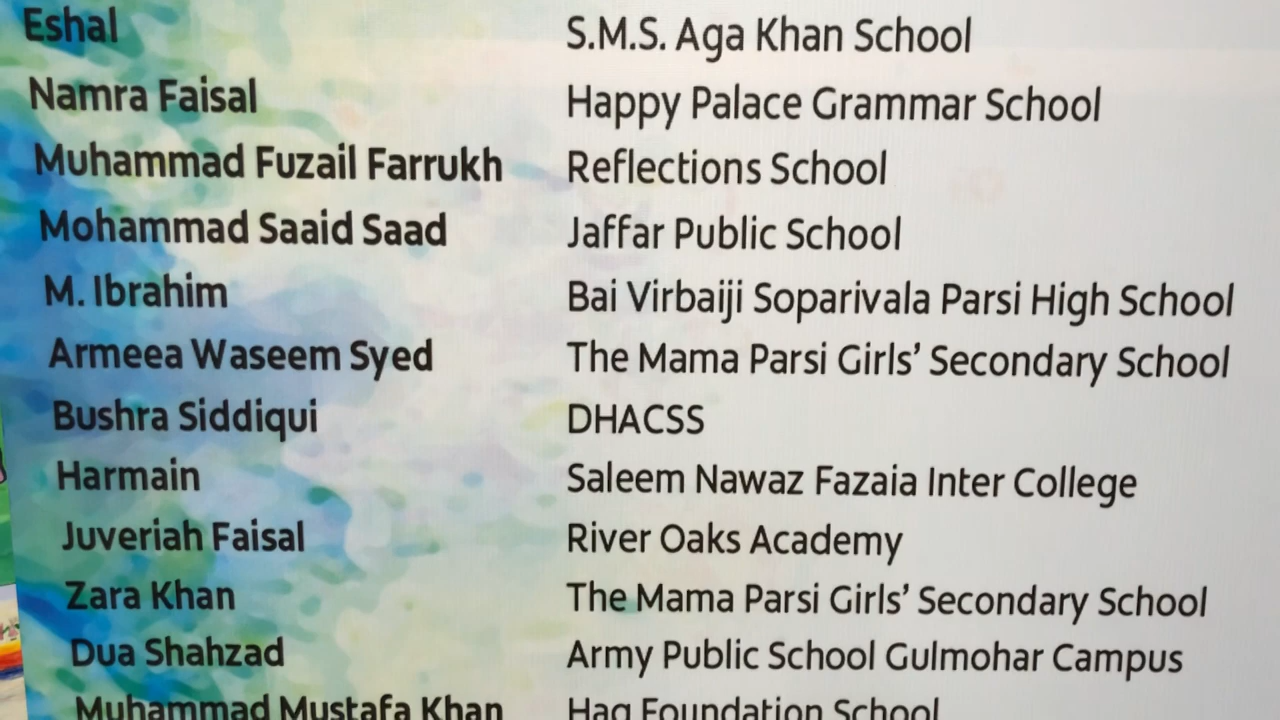 Eshal S.M.S. Aga Khan School
Namra Faisal Happy Palace Grammar School
Muhammad Fuzail Farrukh Reflections School
Mohammad Saaid Saad Jaffar Public School
M. Ibrahim Bai Virbaiji Soparivala Parsi High School
Armeea Waseem Syed The Mama Parsi Girls’ Secondary School
Bushra Siddiqui DHACSS
Harmain Saleem Nawaz Fazaia Inter College
Juveriah Faisal River Oaks Academy
Zara Khan The Mama Parsi Girls’ Secondary School
Dua Shahzad Army Public School Gulmohar Campus
Muhammad Mustafa Khan Haq Foundation School